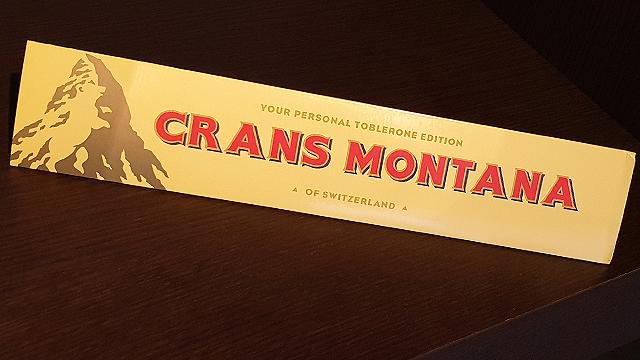 YOUR PERSONAL TOBLERONE EDITION
CRANS MONTANA
OF SWITZERLAND